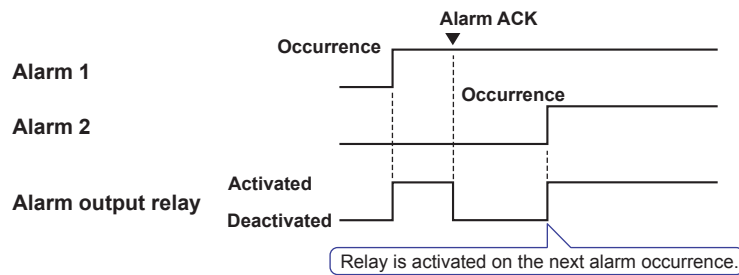 Alarm ACK
Occurrence
Alarm 1
Occurrence
Alarm 2
Activated
Alarm output relay
Deactivated
Relay is activated on the next alarm occurrence.